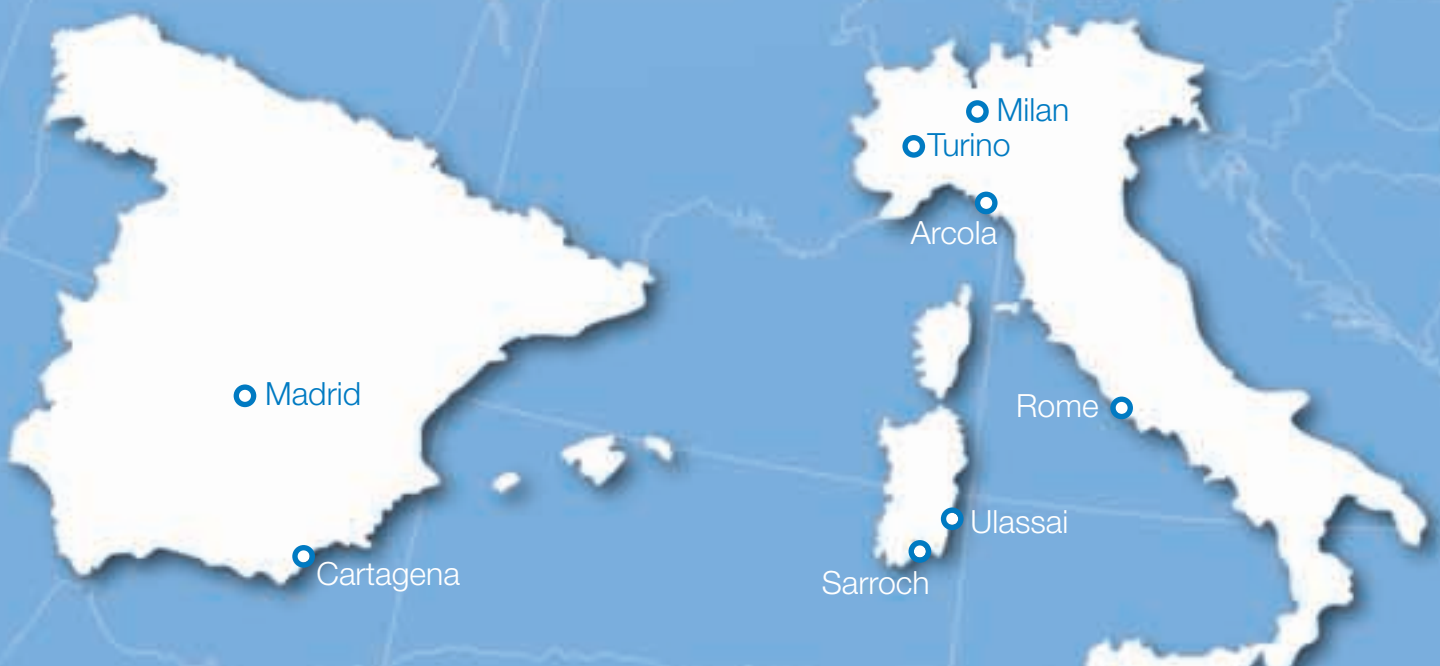 Milan
Turino
Arcola
Madrid
Rome
Ulassai
Cartagena
Sarroch